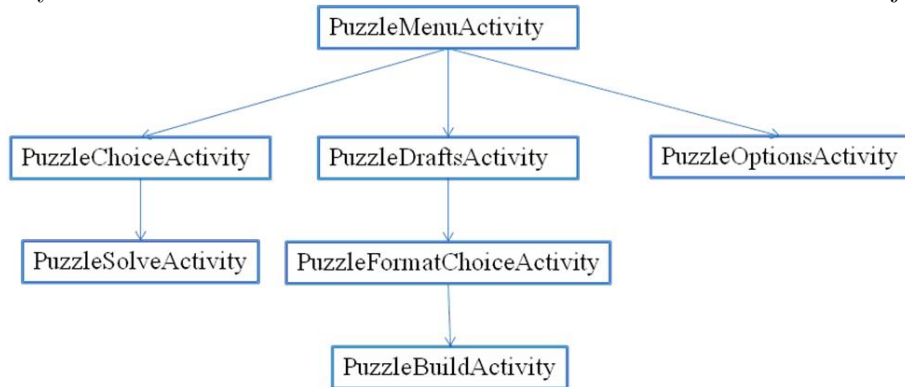 PuzzleMenuActivity
PuzzleChoiceActivity
PuzzleDraftsActivity
PuzzleOptionsActivity
PuzzleSolveActivity
PuzzleFormatChoiceActivity
PuzzleBuildActivity